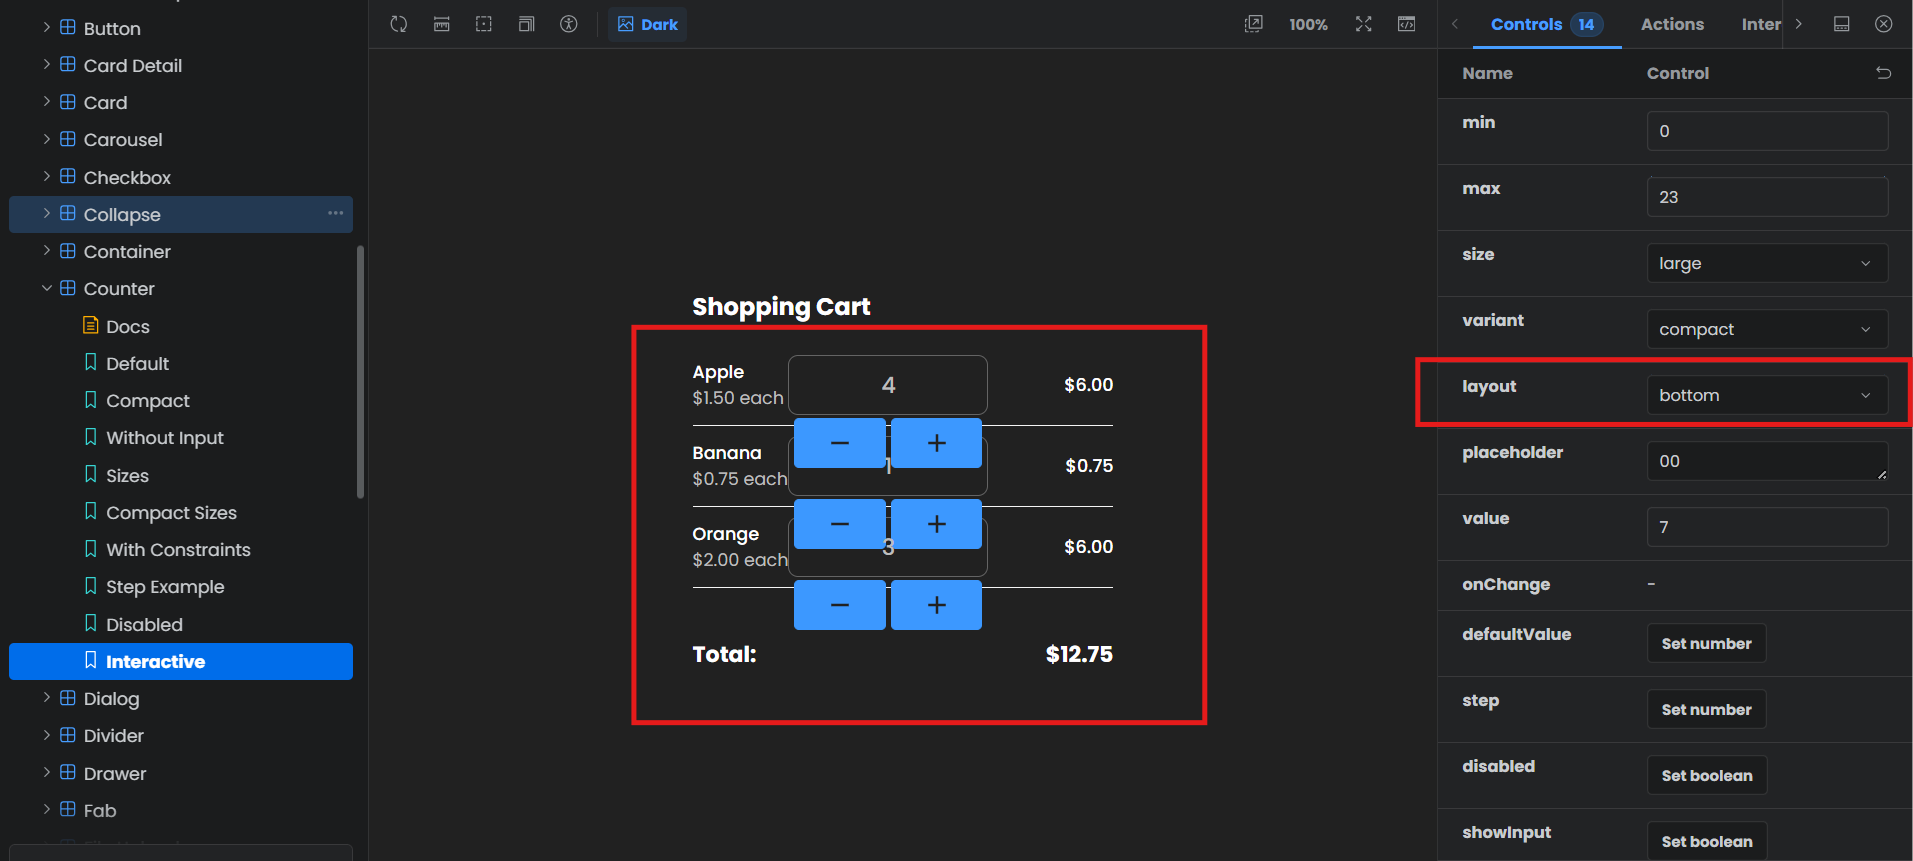 Button
Card Detail
Card
Carousel
Checkbox
Collapse
Container
Counter
Docs
Default
Compact
Without Input
Sizes
Compact Sizes
With Constraints
Step Example
Disabled
Interactive
Dialog
Divider
Drawer
Fab
Dark
100%
Shopping Cart
Apple
$1.50 each
4
$6.00
Banana
$0.75 each
1
$0.75
Orange
$2.00 each
3
$6.00
Total:
$12.75
Controls 14 Actions Inter
Name Control
min 0
max 23
size large
variant compact
layout bottom
placeholder 00
value 7
onChange -
defaultValue Set number
step Set number
disabled Set boolean
showInput Set boolean